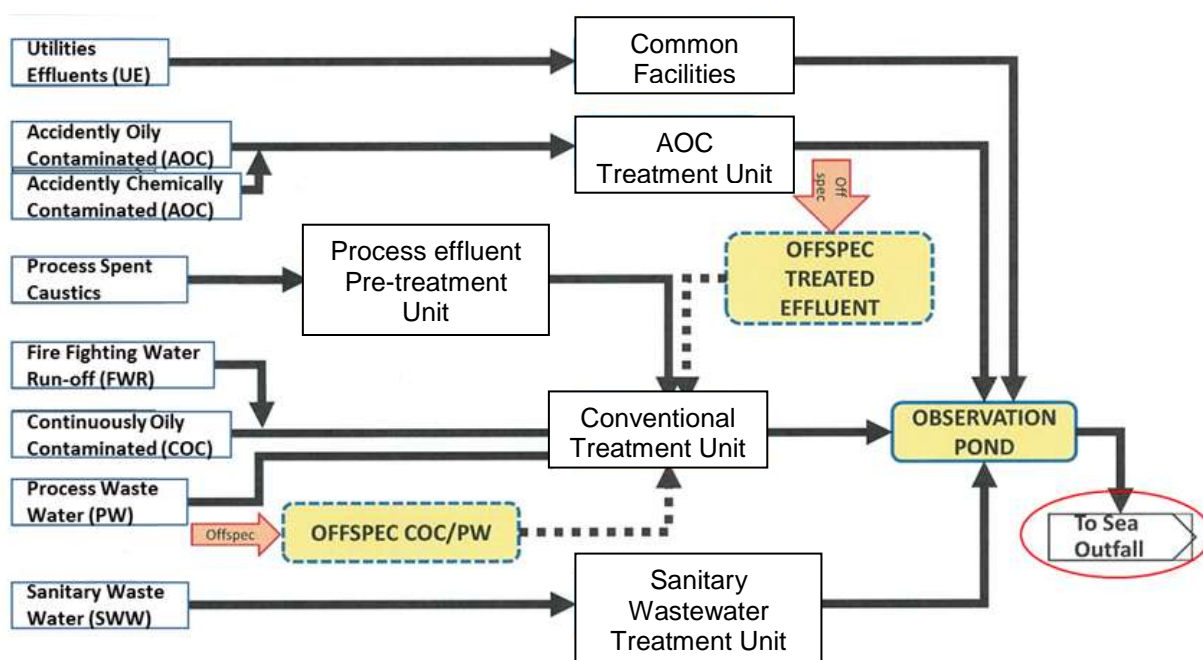 Utilities
Effluents (UE)
Common
Facilities
Accidently Oily
Contaminated (AOC)
AOC
Treatment Unit
Accidently Chemically
Contaminated (AOC)
Off
spec
Process Spent
Caustics
Process effluent
Pre-treatment
Unit
OFFSPEC
TREATED
EFFLUENT
Fire Fighting Water
Run-off (FWR)
Continuously Oily
Contaminated (COC)
Conventional
Treatment Unit
OBSERVATION
POND
Process Waste
Water (PW)
Offspec
OFFSPEC COC/PW
To Sea
Outfall
Sanitary Waste
Water (SWW)
Sanitary
Wastewater
Treatment Unit